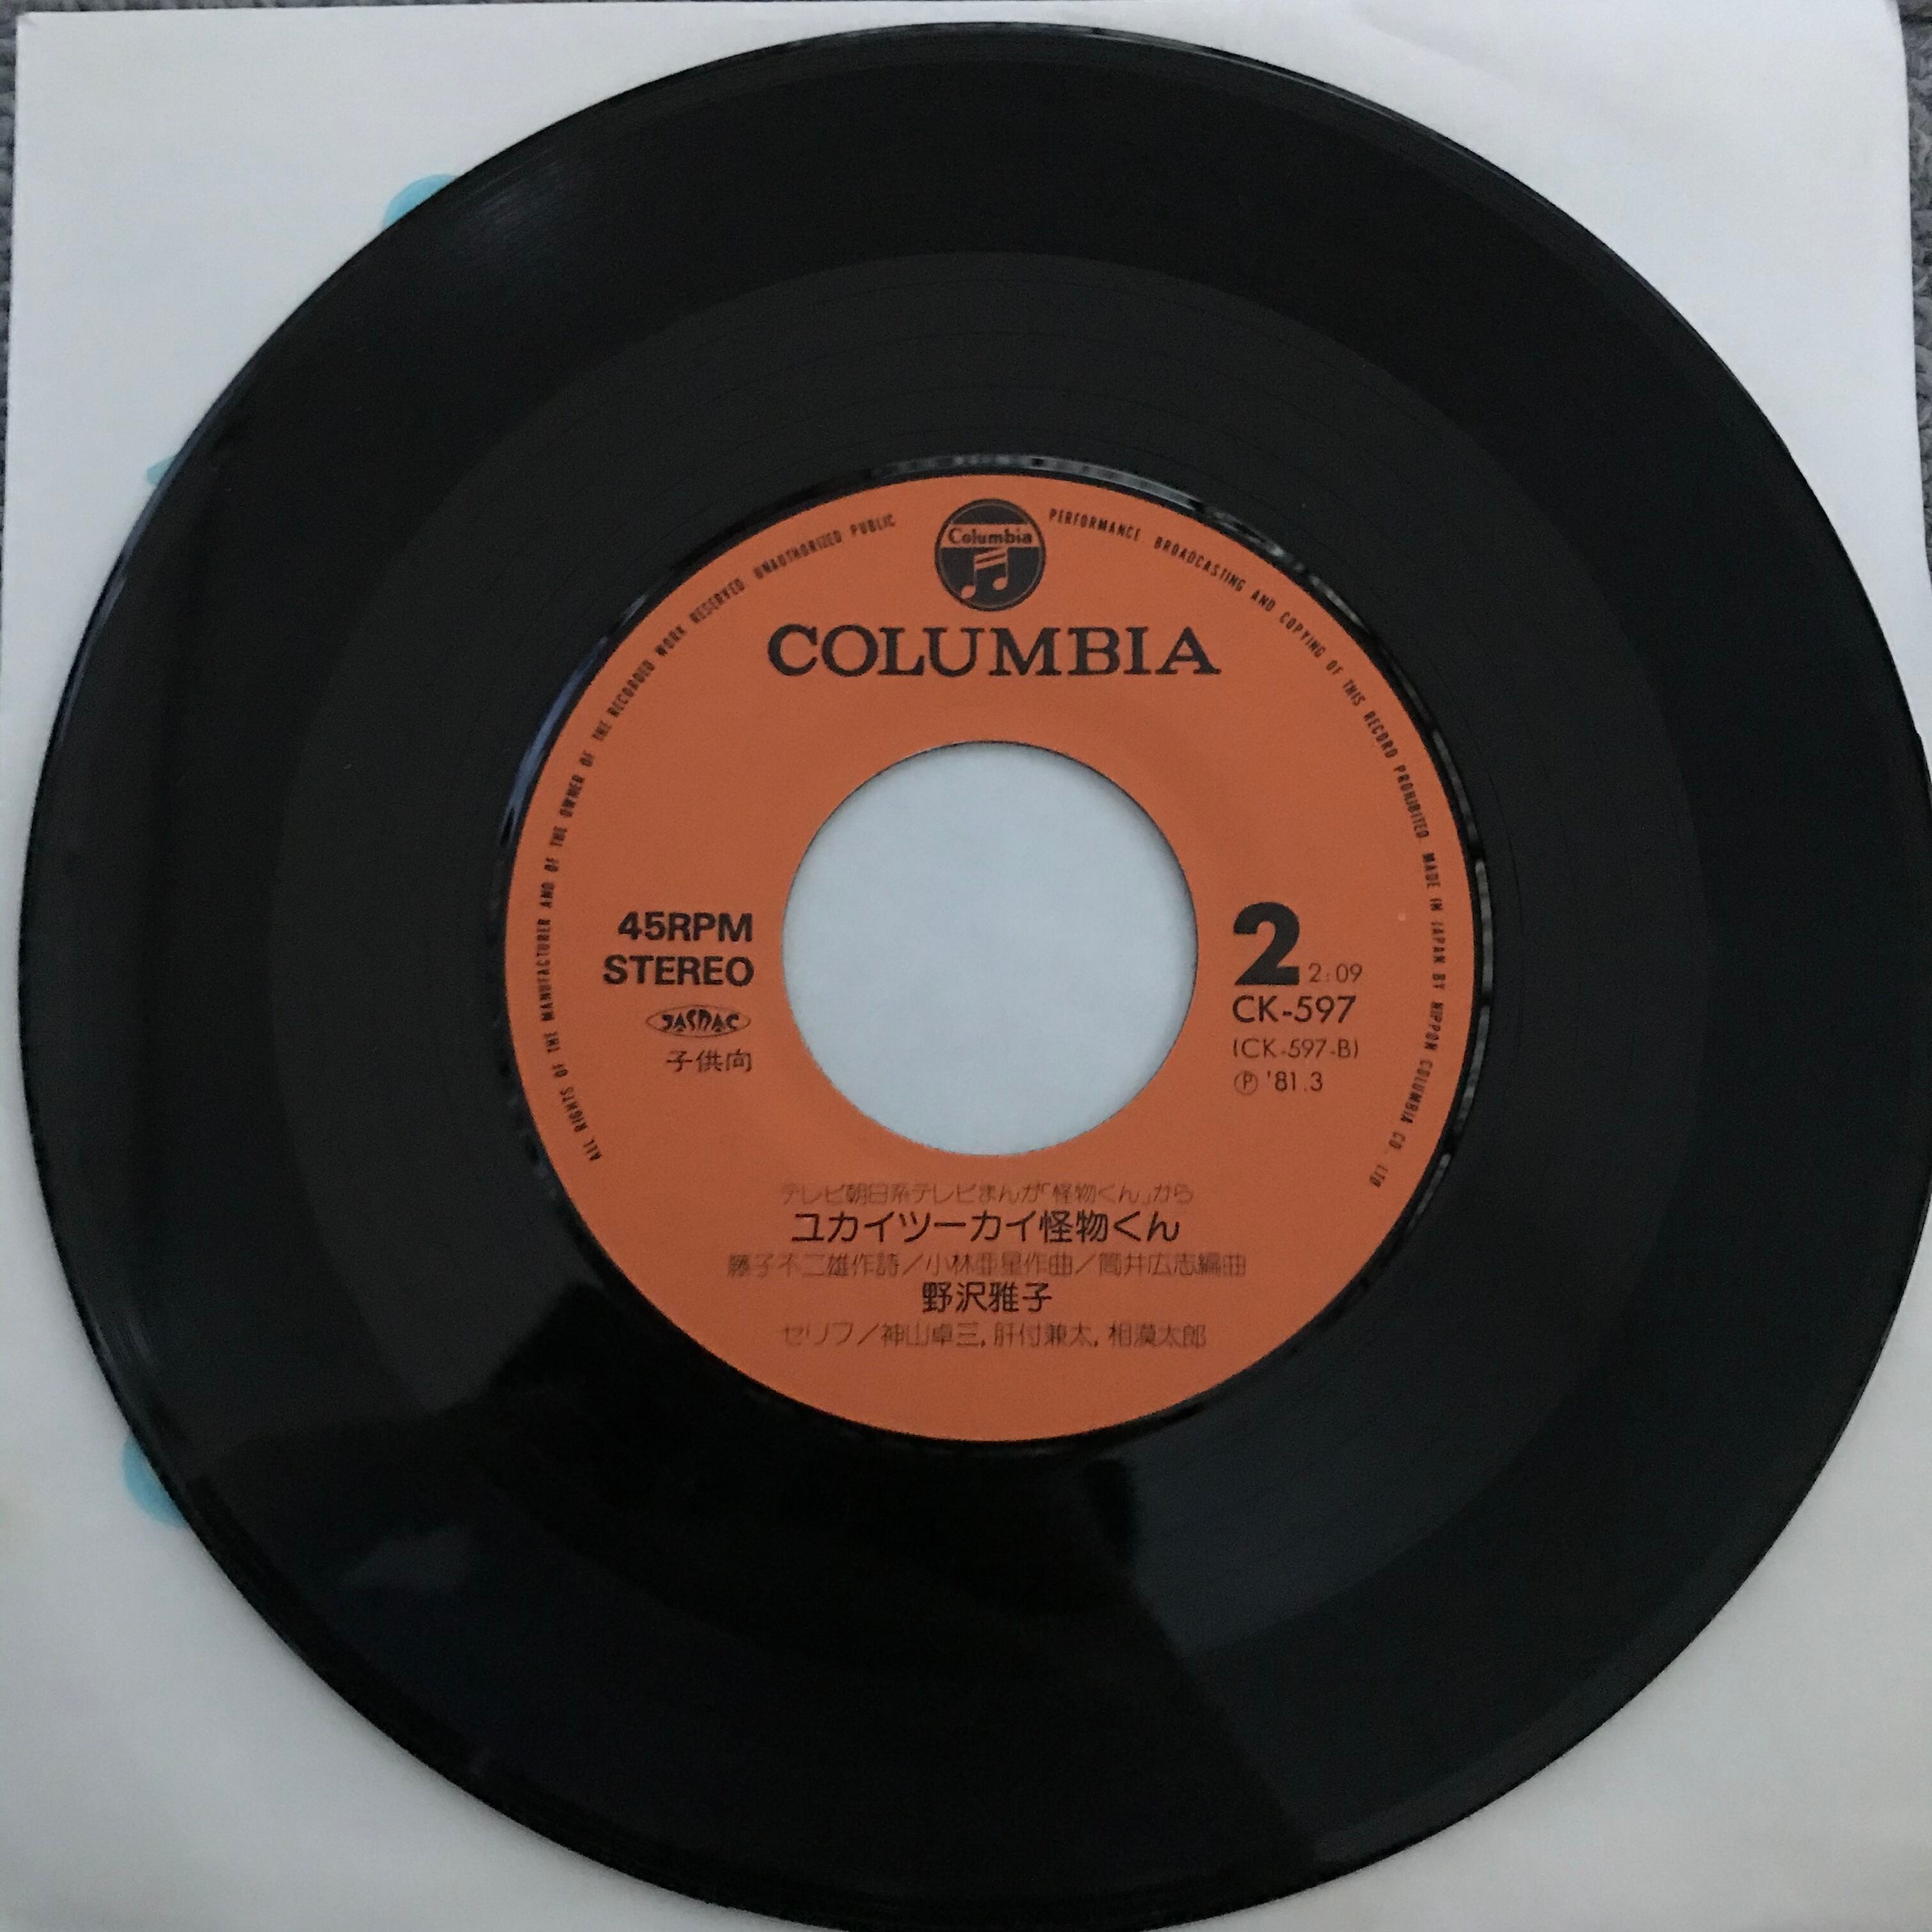 ALL RIGHTS OF THE MANUFACTURER AND OF THE OWNER OF THE RECORDED WORK RESERVED. UNAUTHORIZED PUBLIC PERFORMANCE BROADCASTING AND COPYING OF THIS RECORD PROHIBITED. MADE IN JAPAN BY NIPPON COLUMBIA CO., LTD
Columbia
COLUMBIA
45RPM
STEREO
JASRAC
子供向
2 2:09
CK-597
(CK-597-B)
Ⓟ '81.3
テレビ朝日系テレビまんが「怪物くん」から
ユカイツーカイ怪物くん
藤子不二雄作詩/小林亜星作曲/筒井広志編曲
野沢雅子
セリフ/神山卓三, 肝付兼太, 相模太郎